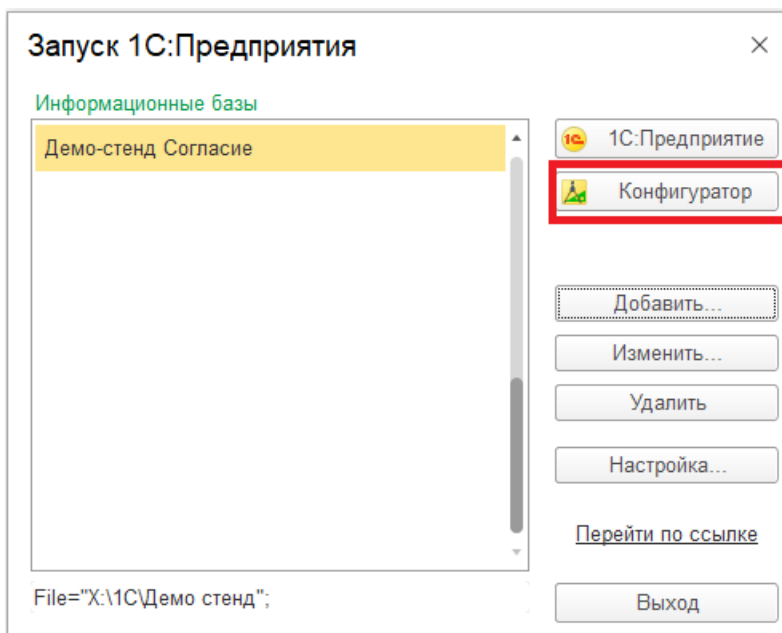 Запуск 1С:Предприятия
Информационные базы
Демо-стенд Согласие
1С:Предприятие
Конфигуратор
Добавить...
Изменить...
Удалить
Настройка...
Перейти по ссылке
File="X:\1С\Демо стенд";
Выход